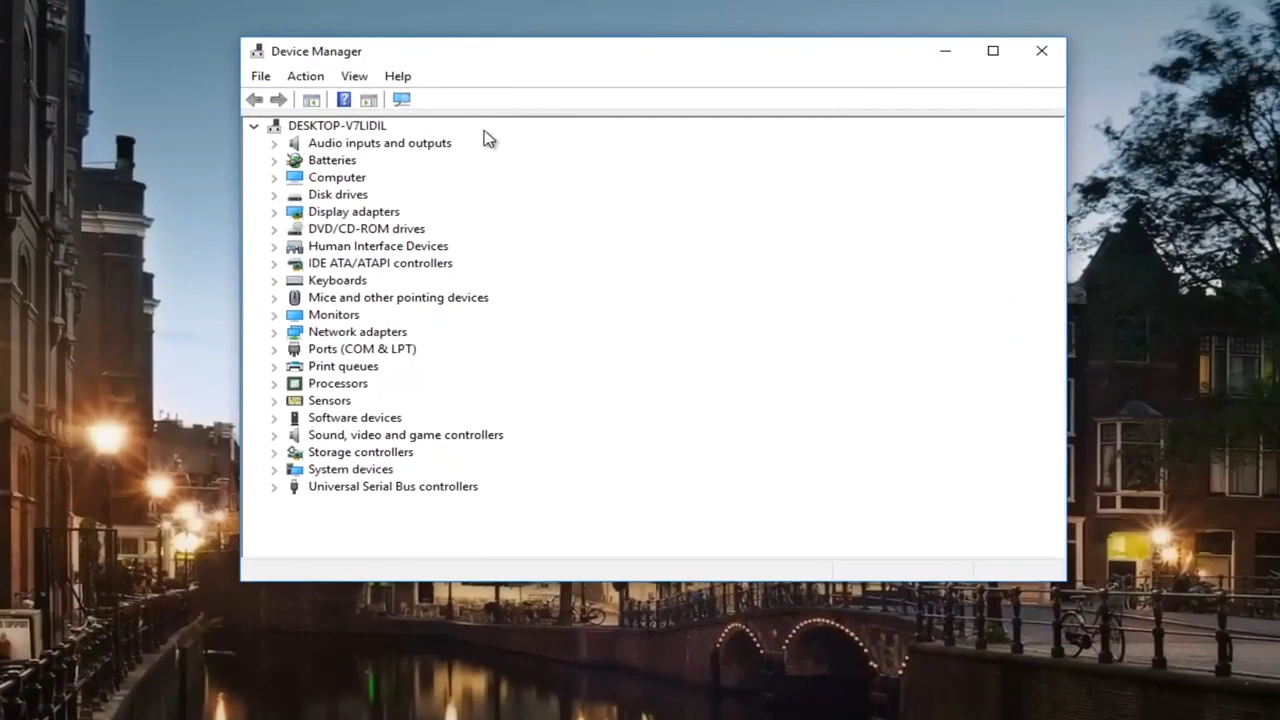 Device Manager
File Action View Help
DESKTOP-V7LIDIL
Audio inputs and outputs
Batteries
Computer
Disk drives
Display adapters
DVD/CD-ROM drives
Human Interface Devices
IDE ATA/ATAPI controllers
Keyboards
Mice and other pointing devices
Monitors
Network adapters
Ports (COM & LPT)
Print queues
Processors
Sensors
Software devices
Sound, video and game controllers
Storage controllers
System devices
Universal Serial Bus controllers